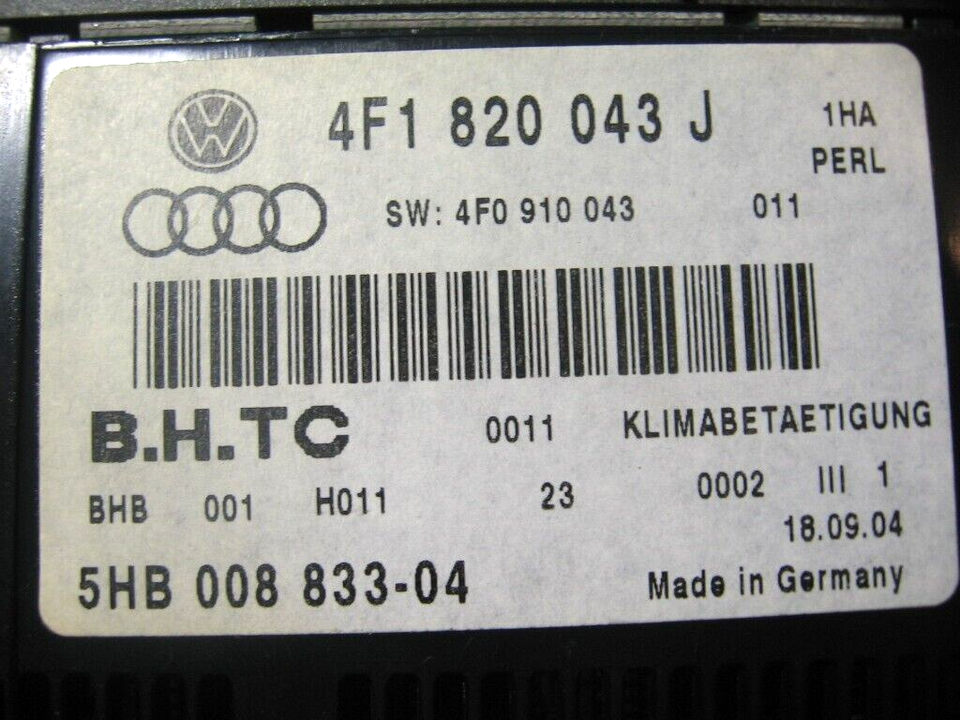 4F1 820 043 J 1HA
PERL
SW: 4F0 910 043 011
B.H.TC 0011 KLIMABETAETIGUNG
BHB 001 H011 23 0002 III 1
18.09.04
5HB 008 833-04 Made in Germany